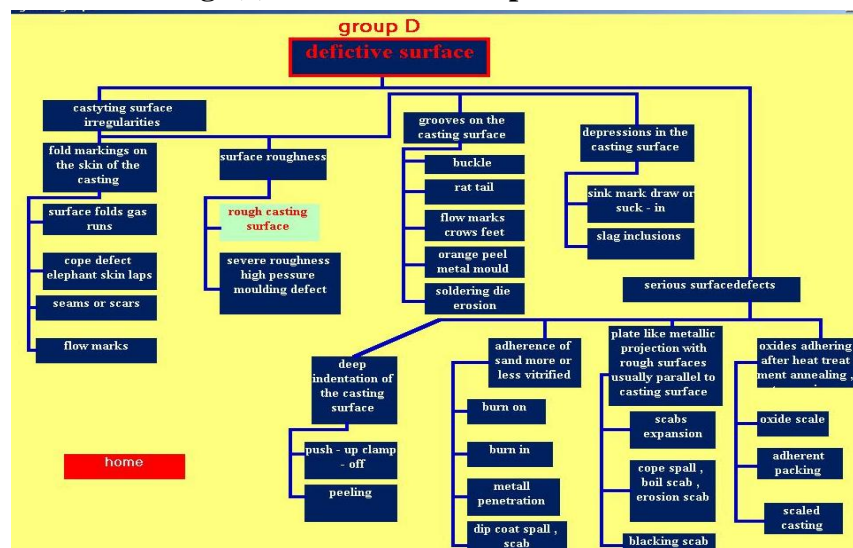 group D
defictive surface
castyting surface
irregularities
fold markings on
the skin of the
casting
surface folds gas
runs
cope defect
elephant skin laps
seams or scars
flow marks
surface roughness
rough casting
surface
severe roughness
high pessure
moulding defect
grooves on the
casting surface
buckle
rat tail
flow marks
crows feet
orange peel
metal mould
soldering die
erosion
depressions in the
casting surface
sink mark draw or
suck - in
slag inclusions
serious surfacedefects
deep
indentation of
the casting
surface
push - up clamp
- off
peeling
adherence of
sand more or
less vitrified
burn on
burn in
metall
penetration
dip coat spall ,
scab
plate like metallic
projection with
rough surfaces
usually parallel to
casting surface
scabs
expansion
cope spall ,
boil scab ,
erosion scab
blacking scab
oxides adhering
after heat treat
ment annealing ,
oxide scale
adherent
packing
scaled
casting
home